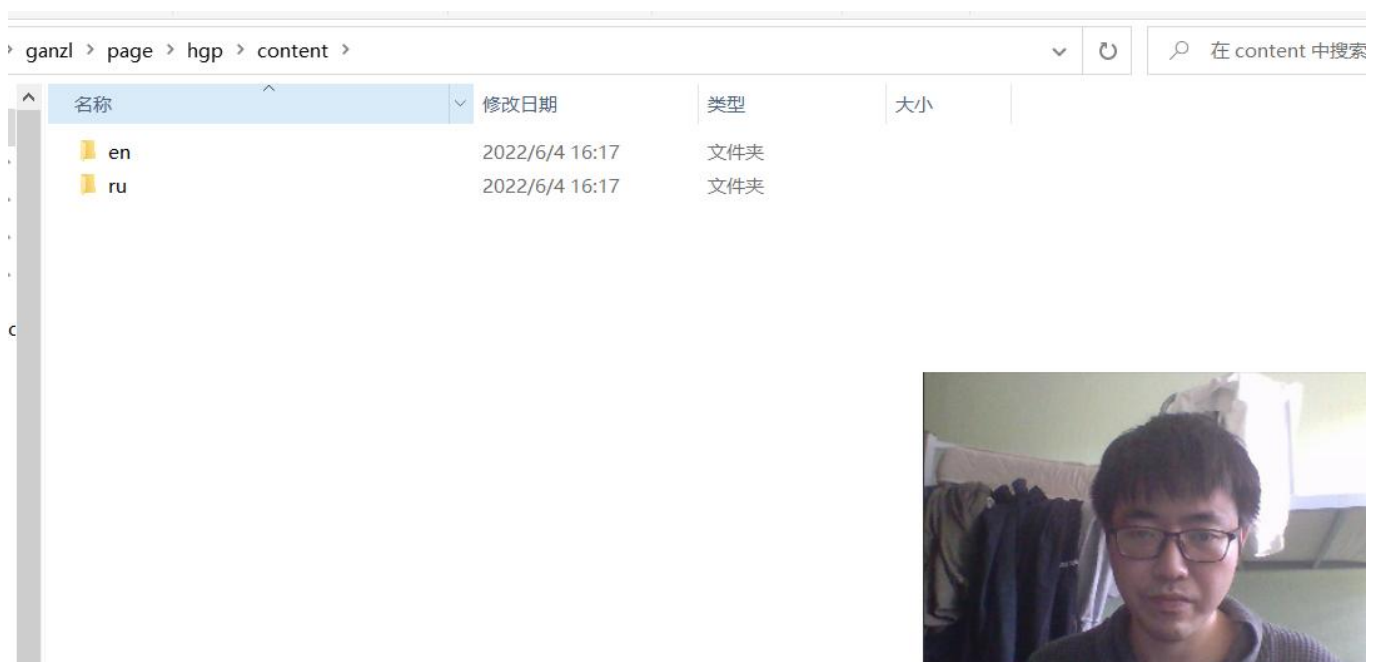 ganzl > page > hgp > content >
在 content 中搜索
名称 修改日期 类型 大小
en 2022/6/4 16:17 文件夹
ru 2022/6/4 16:17 文件夹